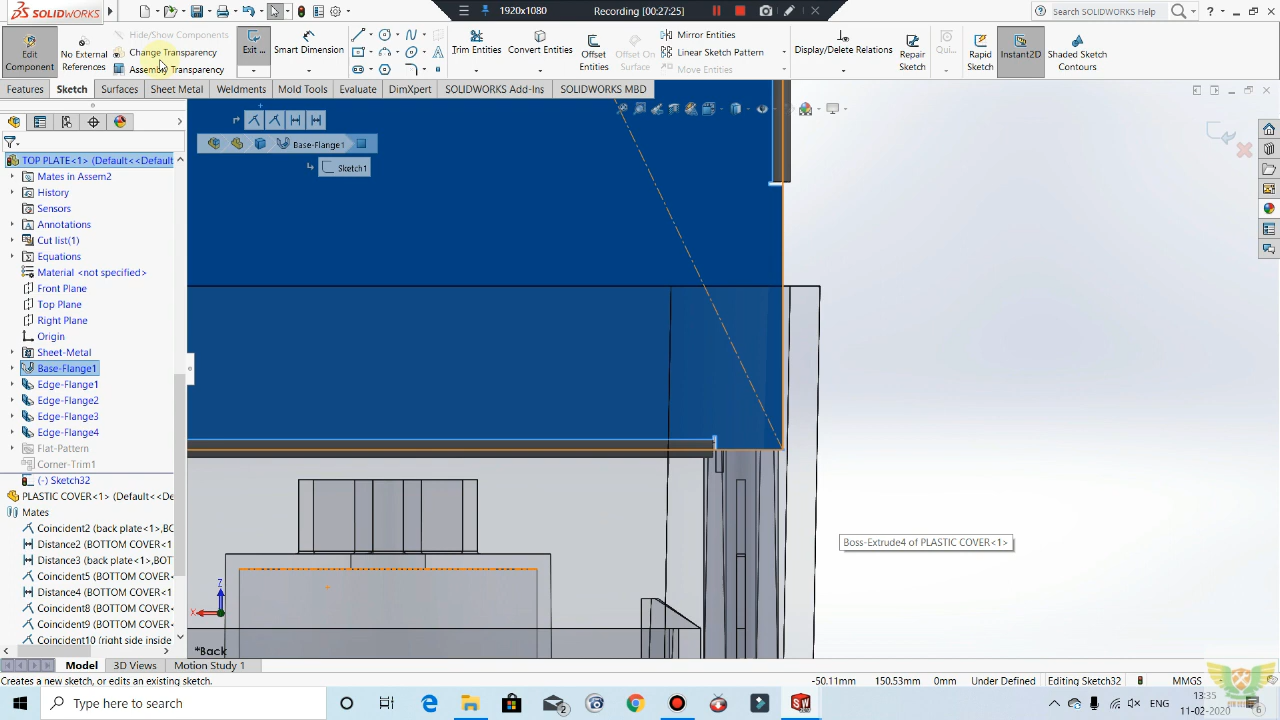 SOLIDWORKS
1920x1080
Recording [00:27:25]
Search SOLIDWORKS Help
Edit Component
No External References
Hide/Show Components
Change Transparency
Assembly Transparency
Exit ...
Smart Dimension
Trim Entities
Convert Entities
Offset Entities
Offset On Surface
Mirror Entities
Linear Sketch Pattern
Move Entities
Display/Delete Relations
Repair Sketch
Qui...
Rapid Sketch
Instant2D
Shaded Sketch Contours
Features
Sketch
Surfaces
Sheet Metal
Weldments
Mold Tools
Evaluate
DimXpert
SOLIDWORKS Add-Ins
SOLIDWORKS MBD
Base-Flange1
Sketch1
TOP PLATE<1> (Default<<Default
Mates in Assem2
History
Sensors
Annotations
Cut list(1)
Equations
Material <not specified>
Front Plane
Top Plane
Right Plane
Origin
Sheet-Metal
Base-Flange1
Edge-Flange1
Edge-Flange2
Edge-Flange3
Edge-Flange4
Flat-Pattern
Corner-Trim1
(-) Sketch32
PLASTIC COVER<1> (Default<<De
Mates
Coincident2 (back plate<1>,BO
Distance2 (BOTTOM COVER<1
Distance3 (back plate<1>,BOT
Coincident5 (BOTTOM COVER<
Distance4 (BOTTOM COVER<1
Coincident8 (BOTTOM COVER<
Coincident9 (BOTTOM COVER<
Coincident10 (right side inside
Boss-Extrude4 of PLASTIC COVER<1>
Z
X
*Back
Model
3D Views
Motion Study 1
Creates a new sketch, or edits an existing sketch.
-50.11mm
150.53mm
0mm
Under Defined
Editing Sketch32
MMGS
Type here to search
2
ENG
13:35
11-02-2020
6